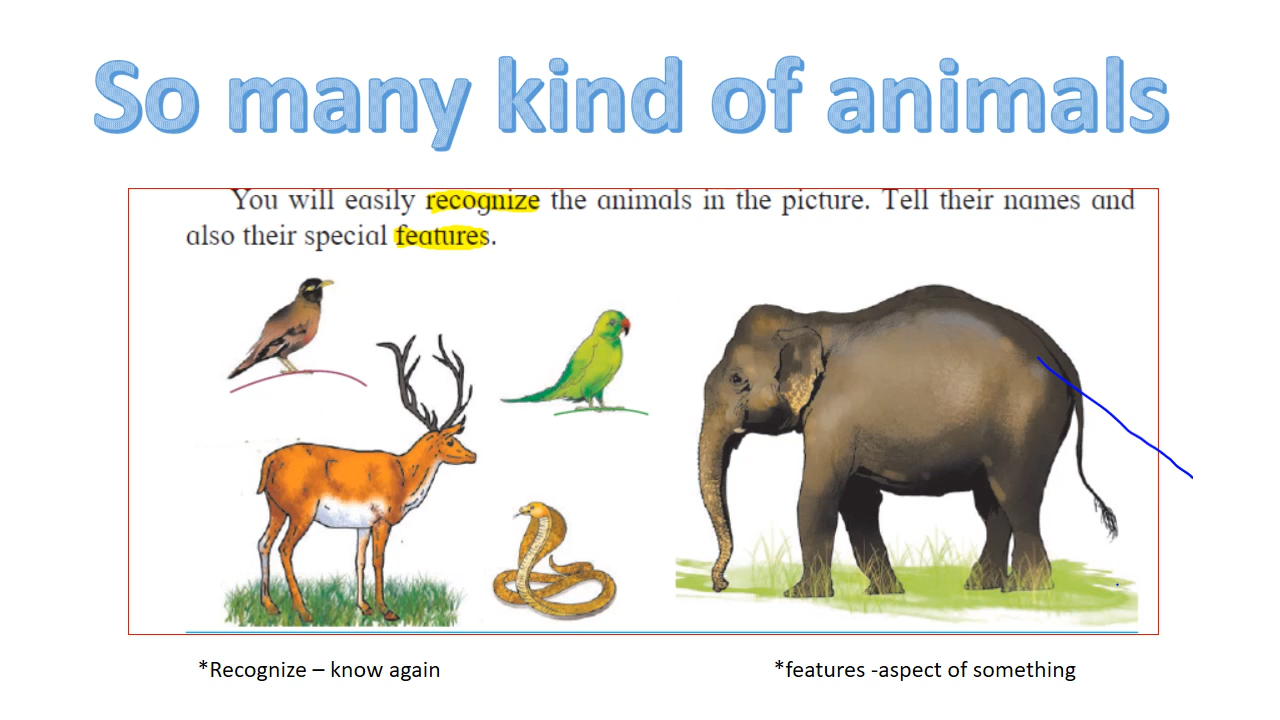 So many kind of animals
You will easily recognize the animals in the picture. Tell their names and
also their special features.
*Recognize – know again
*features -aspect of something